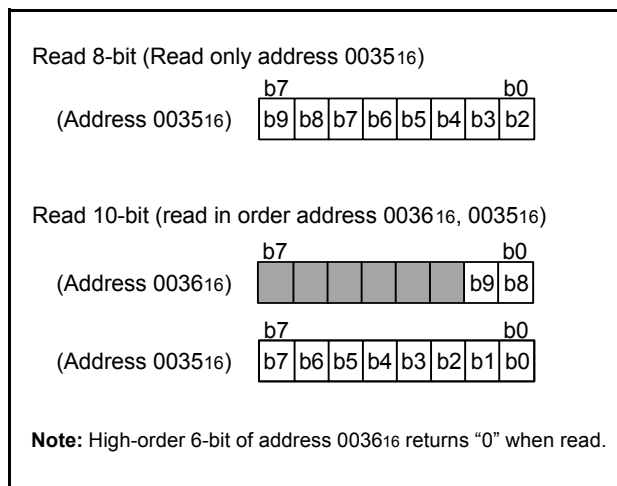 Read 8-bit (Read only address 003516)
b7 b0
(Address 003516) b9 b8 b7 b6 b5 b4 b3 b2
Read 10-bit (read in order address 003616, 003516)
b7 b0
(Address 003616) b9 b8
b7 b0
(Address 003516) b7 b6 b5 b4 b3 b2 b1 b0
Note: High-order 6-bit of address 003616 returns “0” when read.